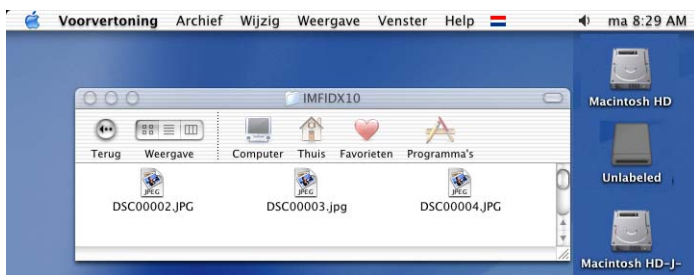 Voorvertoning Archief Wijzig Weergave Venster Help ma 8:29 AM
IMFIDX10
Macintosh HD
Terug Weergave Computer Thuis Favorieten Programma's
JPEG JPEG JPEG
DSC00002.JPG DSC00003.jpg DSC00004.JPG
Unlabeled
Macintosh HD-J-